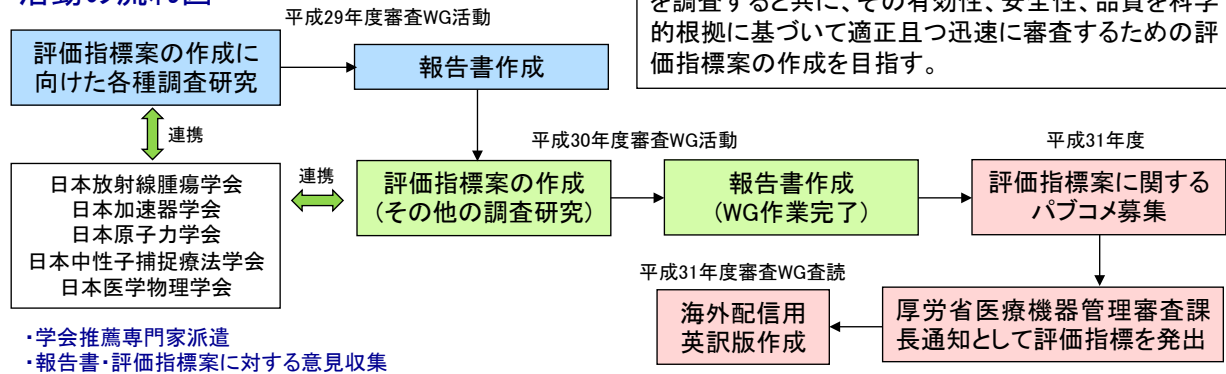 活動の流れ図
平成29年度審査WG活動
を調査すると共に、その有効性、安全性、品質を科学
的根拠に基づいて適正且つ迅速に審査するための評
価指標案の作成を目指す。
評価指標案の作成に
向けた各種調査研究
報告書作成
連携
平成30年度審査WG活動
平成31年度
日本放射線腫瘍学会
日本加速器学会
日本原子力学会
日本中性子捕捉療法学会
日本医学物理学会
連携
評価指標案の作成
(その他の調査研究)
報告書作成
(WG作業完了)
評価指標案に関する
パブコメ募集
平成31年度審査WG査読
海外配信用
英訳版作成
厚労省医療機器管理審査課
長通知として評価指標を発出
・学会推薦専門家派遣
・報告書・評価指標案に対する意見収集